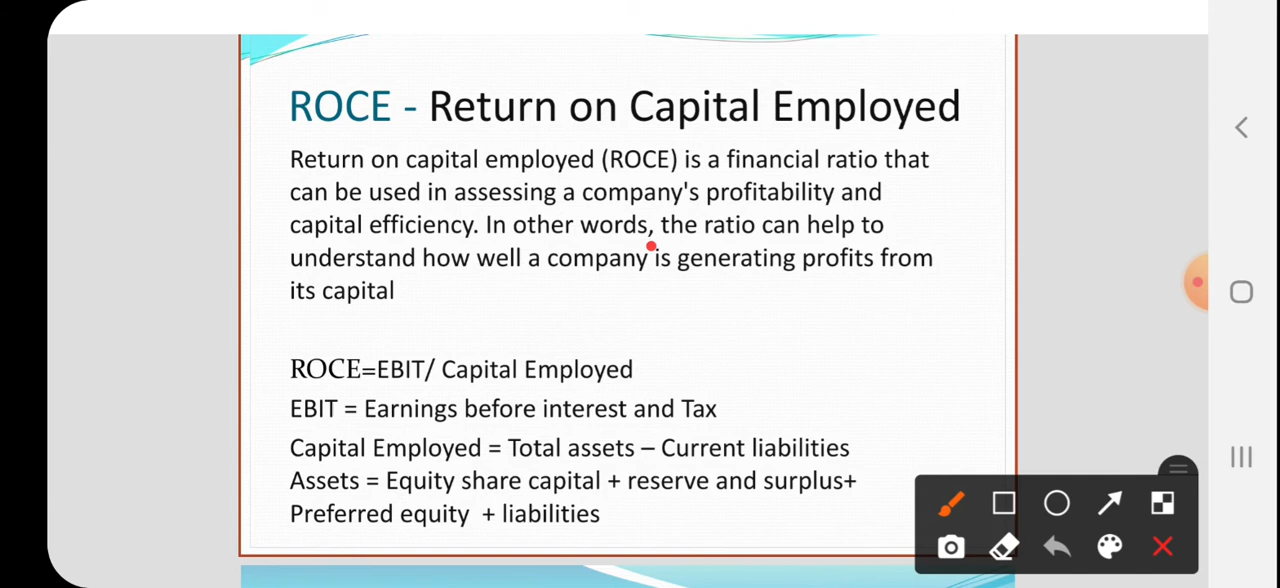 ROCE - Return on Capital Employed
Return on capital employed (ROCE) is a financial ratio that
can be used in assessing a company's profitability and
capital efficiency. In other words, the ratio can help to
understand how well a company is generating profits from
its capital
ROCE=EBIT/ Capital Employed
EBIT = Earnings before interest and Tax
Capital Employed = Total assets – Current liabilities
Assets = Equity share capital + reserve and surplus+
Preferred equity + liabilities